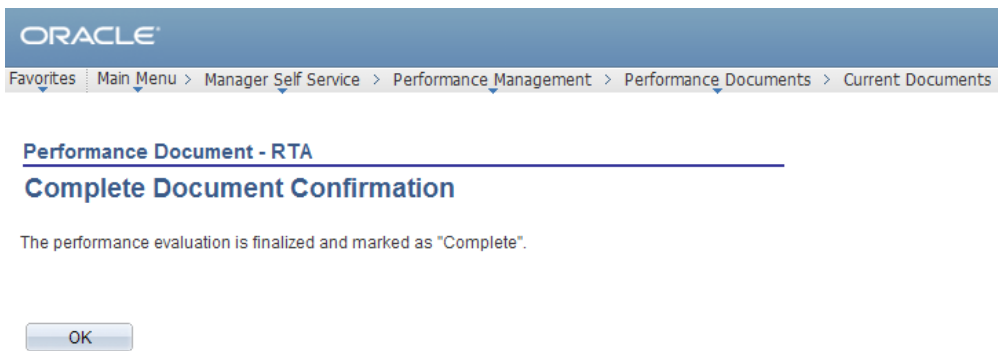 ORACLE
Favorites Main Menu > Manager Self Service > Performance Management > Performance Documents > Current Documents
Performance Document - RTA
Complete Document Confirmation
The performance evaluation is finalized and marked as "Complete".
OK